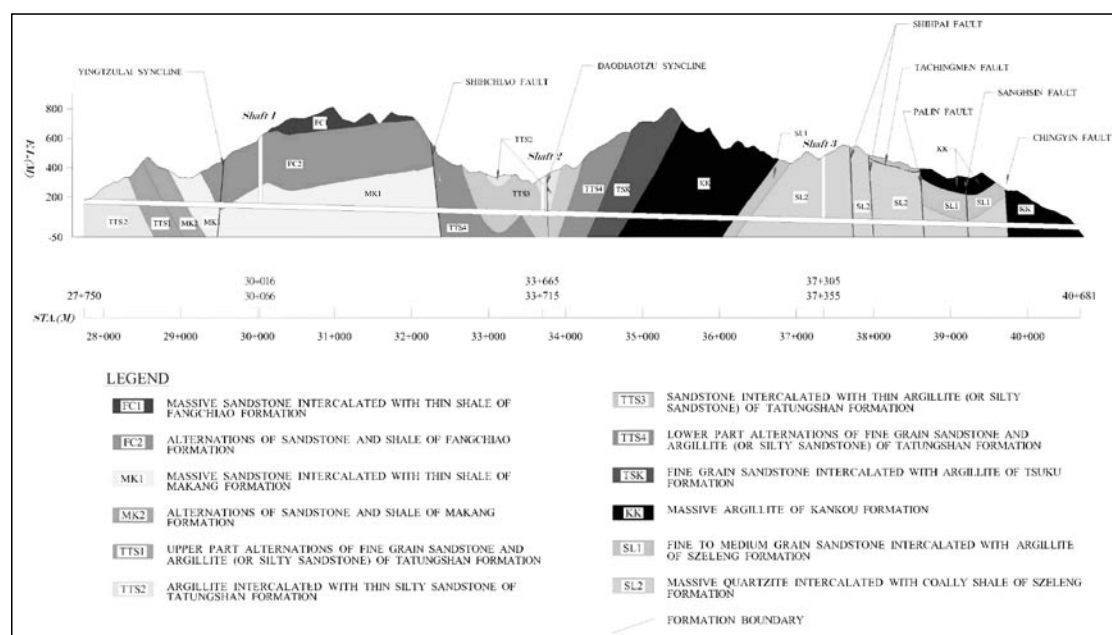 SHIHPAI FAULT
DAODIAOTZU SYNCLINE
TACHINGMEN FAULT
YINGTZULAI SYNCLINE
SHIHCHIAO FAULT
SANGHSIN FAULT
PALIN FAULT
CHINGYIN FAULT
800
600
400
200
-50
EL.(M)
Shaft 1
Shaft 2
Shaft 3
FC1
TTS2
SL1
KK
FC2
TTS3
TTS4
TSK
KK
SL2
SL2
SL2
MK1
TTS2
TTS1
MK2
TTS4
SL1
SL1
KK
30+016
33+665
37+305
27+750
30+066
33+715
37+355
40+681
STA.(M)
28+000
29+000
30+000
31+000
32+000
33+000
34+000
35+000
36+000
37+000
38+000
39+000
40+000
LEGEND
FC1 MASSIVE SANDSTONE INTERCALATED WITH THIN SHALE OF
FANGCHIAO FORMATION
FC2 ALTERNATIONS OF SANDSTONE AND SHALE OF FANGCHIAO
FORMATION
MK1 MASSIVE SANDSTONE INTERCALATED WITH THIN SHALE OF
MAKANG FORMATION
MK2 ALTERNATIONS OF SANDSTONE AND SHALE OF MAKANG
FORMATION
TTS1 UPPER PART ALTERNATIONS OF FINE GRAIN SANDSTONE AND
ARGILLITE (OR SILTY SANDSTONE) OF TATUNGSHAN FORMATION
TTS2 ARGILLITE INTERCALATED WITH THIN SILTY SANDSTONE OF
TATUNGSHAN FORMATION
TTS3 SANDSTONE INTERCALATED WITH THIN ARGILLITE (OR SILTY
SANDSTONE) OF TATUNGSHAN FORMATION
TTS4 LOWER PART ALTERNATIONS OF FINE GRAIN SANDSTONE AND
ARGILLITE (OR SILTY SANDSTONE) OF TATUNGSHAN FORMATION
TSK FINE GRAIN SANDSTONE INTERCALATED WITH ARGILLITE OF TSUKU
FORMATION
KK MASSIVE ARGILLITE OF KANKOU FORMATION
SL1 FINE TO MEDIUM GRAIN SANDSTONE INTERCALATED WITH ARGILLITE
OF SZELENG FORMATION
SL2 MASSIVE QUARTZITE INTERCALATED WITH COALLY SHALE OF SZELENG
FORMATION
FORMATION BOUNDARY